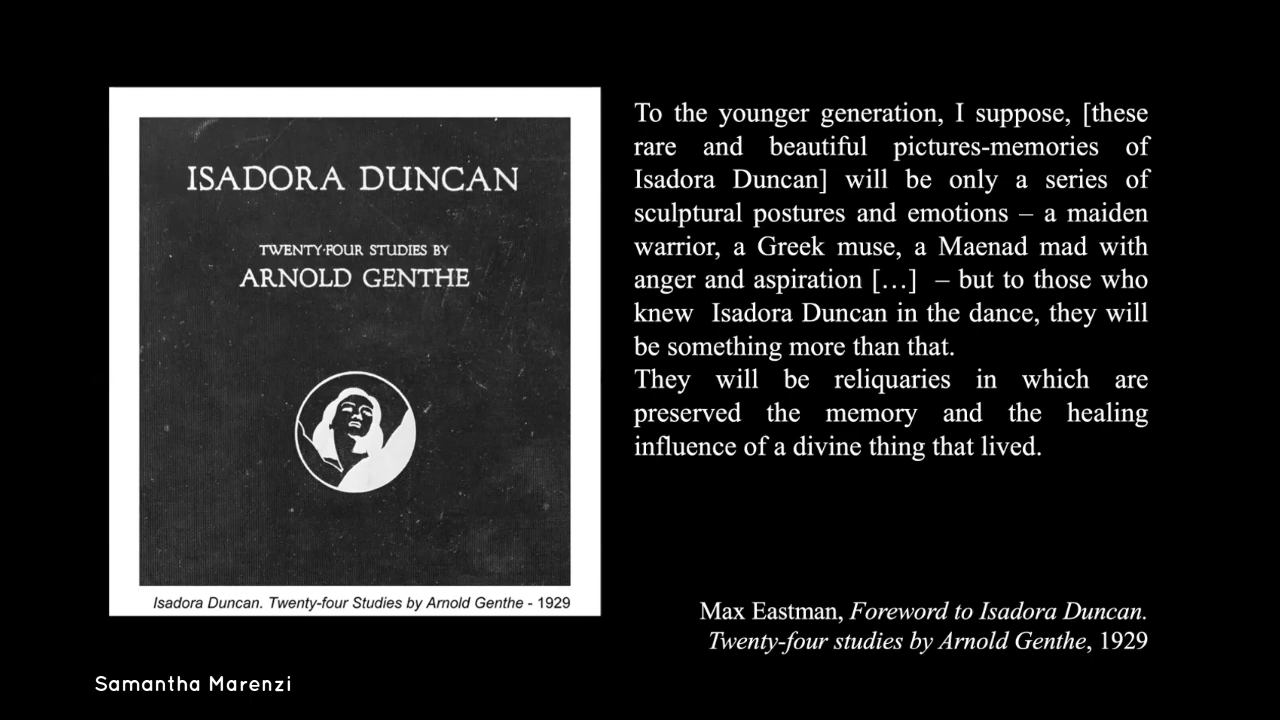 ISADORA DUNCAN
TWENTY-FOUR STUDIES BY
ARNOLD GENTHE
Isadora Duncan. Twenty-four Studies by Arnold Genthe - 1929
To the younger generation, I suppose, [these
rare and beautiful pictures-memories of
Isadora Duncan] will be only a series of
sculptural postures and emotions – a maiden
warrior, a Greek muse, a Maenad mad with
anger and aspiration […] – but to those who
knew Isadora Duncan in the dance, they will
be something more than that.
They will be reliquaries in which are
preserved the memory and the healing
influence of a divine thing that lived.
Max Eastman, Foreword to Isadora Duncan.
Twenty-four studies by Arnold Genthe, 1929
Samantha Marenzi